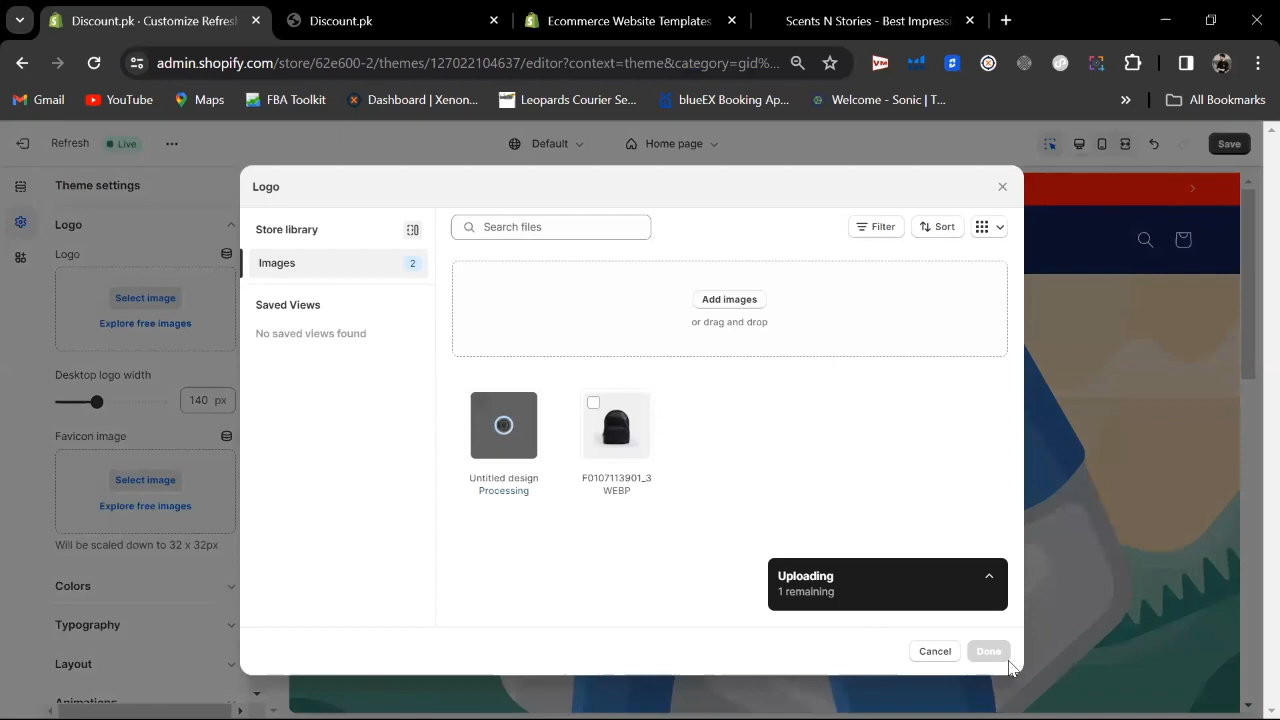 Discount.pk · Customize Refresh
Discount.pk
Ecommerce Website Templates
Scents N Stories - Best Impressi
admin.shopify.com/store/62e600-2/themes/127022104637/editor?context=theme&category=gid%...
Gmail
YouTube
Maps
FBA Toolkit
Dashboard | Xenon...
Leopards Courier Se...
blueEX Booking Ap...
Welcome - Sonic | T...
All Bookmarks
Refresh
Live
Default
Home page
Save
Theme settings
Logo
Logo
Select image
Explore free images
Desktop logo width
140 px
Favicon image
Select image
Explore free images
Will be scaled down to 32 x 32px
Colors
Typography
Layout
Animations
Logo
Store library
Images
2
Saved Views
No saved views found
Search files
Filter
Sort
Add images
or drag and drop
Untitled design
Processing
F0107113901_3
WEBP
Uploading
1 remaining
Cancel
Done